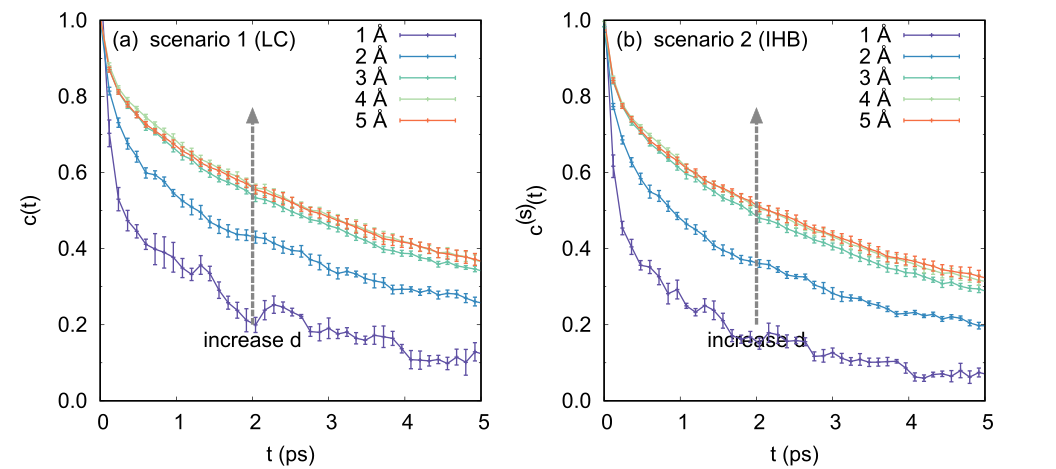 (a) scenario 1 (LC)
1 Å
2 Å
3 Å
4 Å
5 Å
increase d
c(t)
0.0
0.2
0.4
0.6
0.8
1.0
0 1 2 3 4 5
t (ps)
(b) scenario 2 (IHB)
1 Å
2 Å
3 Å
4 Å
5 Å
increase d
c(s)(t)
0.0
0.2
0.4
0.6
0.8
1.0
0 1 2 3 4 5
t (ps)